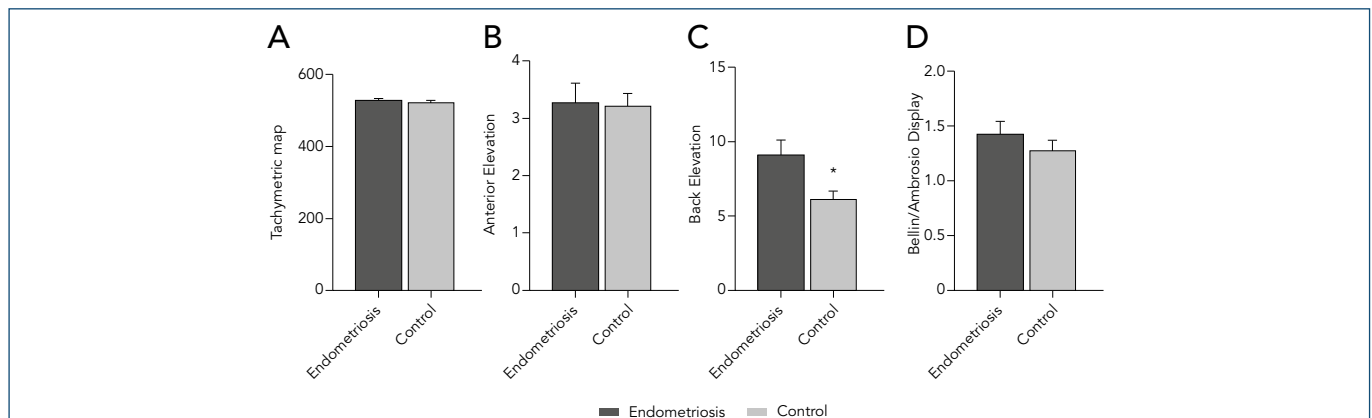 A
Tachymetric map
600
400
200
0
Endometriosis
Control
B
Anterior Elevation
4
3
2
1
0
Endometriosis
Control
C
Back Elevation
15
10
5
0
*
Endometriosis
Control
D
Bellin/Ambrosio Display
2.0
1.5
1.0
0.5
0
Endometriosis
Control
Endometriosis Control